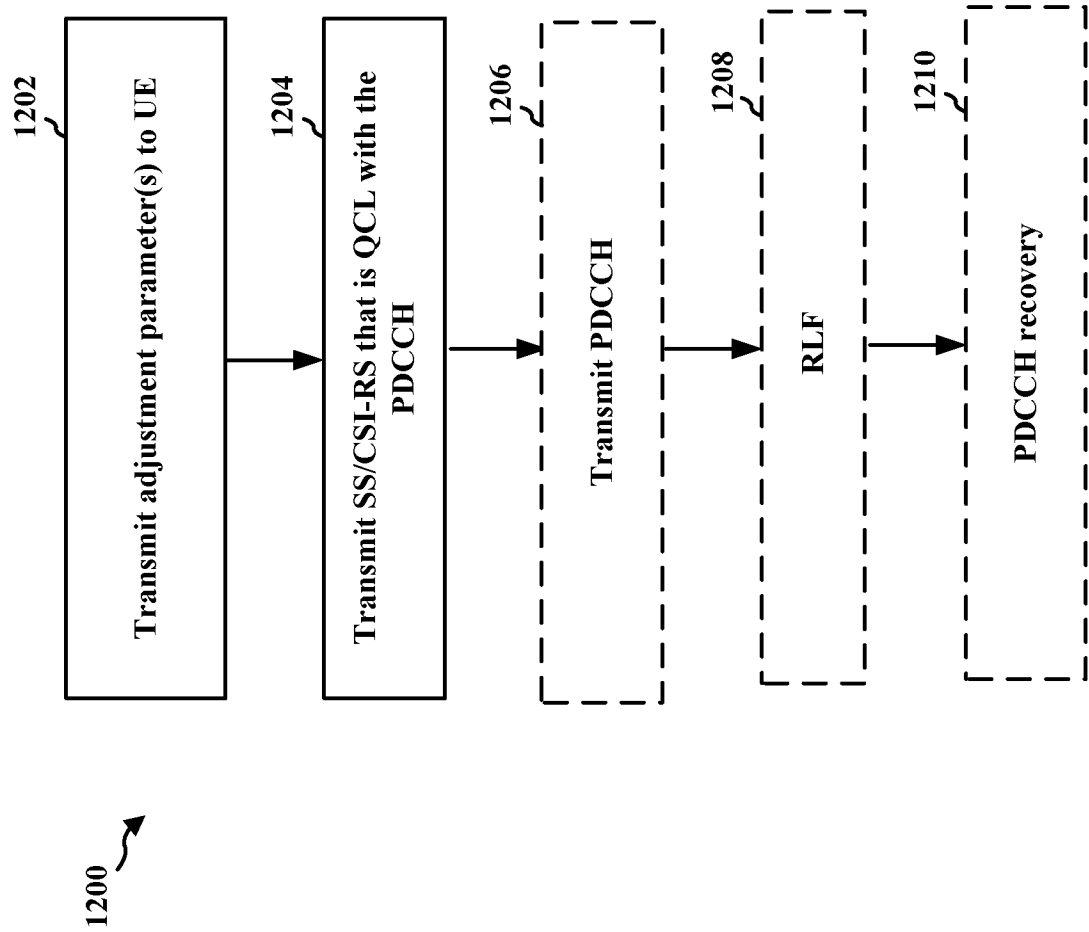 1200
1202
Transmit adjustment parameter(s) to UE
1204
Transmit SS/CSI-RS that is QCL with the
PDCCH
1206
Transmit PDCCH
1208
RLF
1210
PDCCH recovery